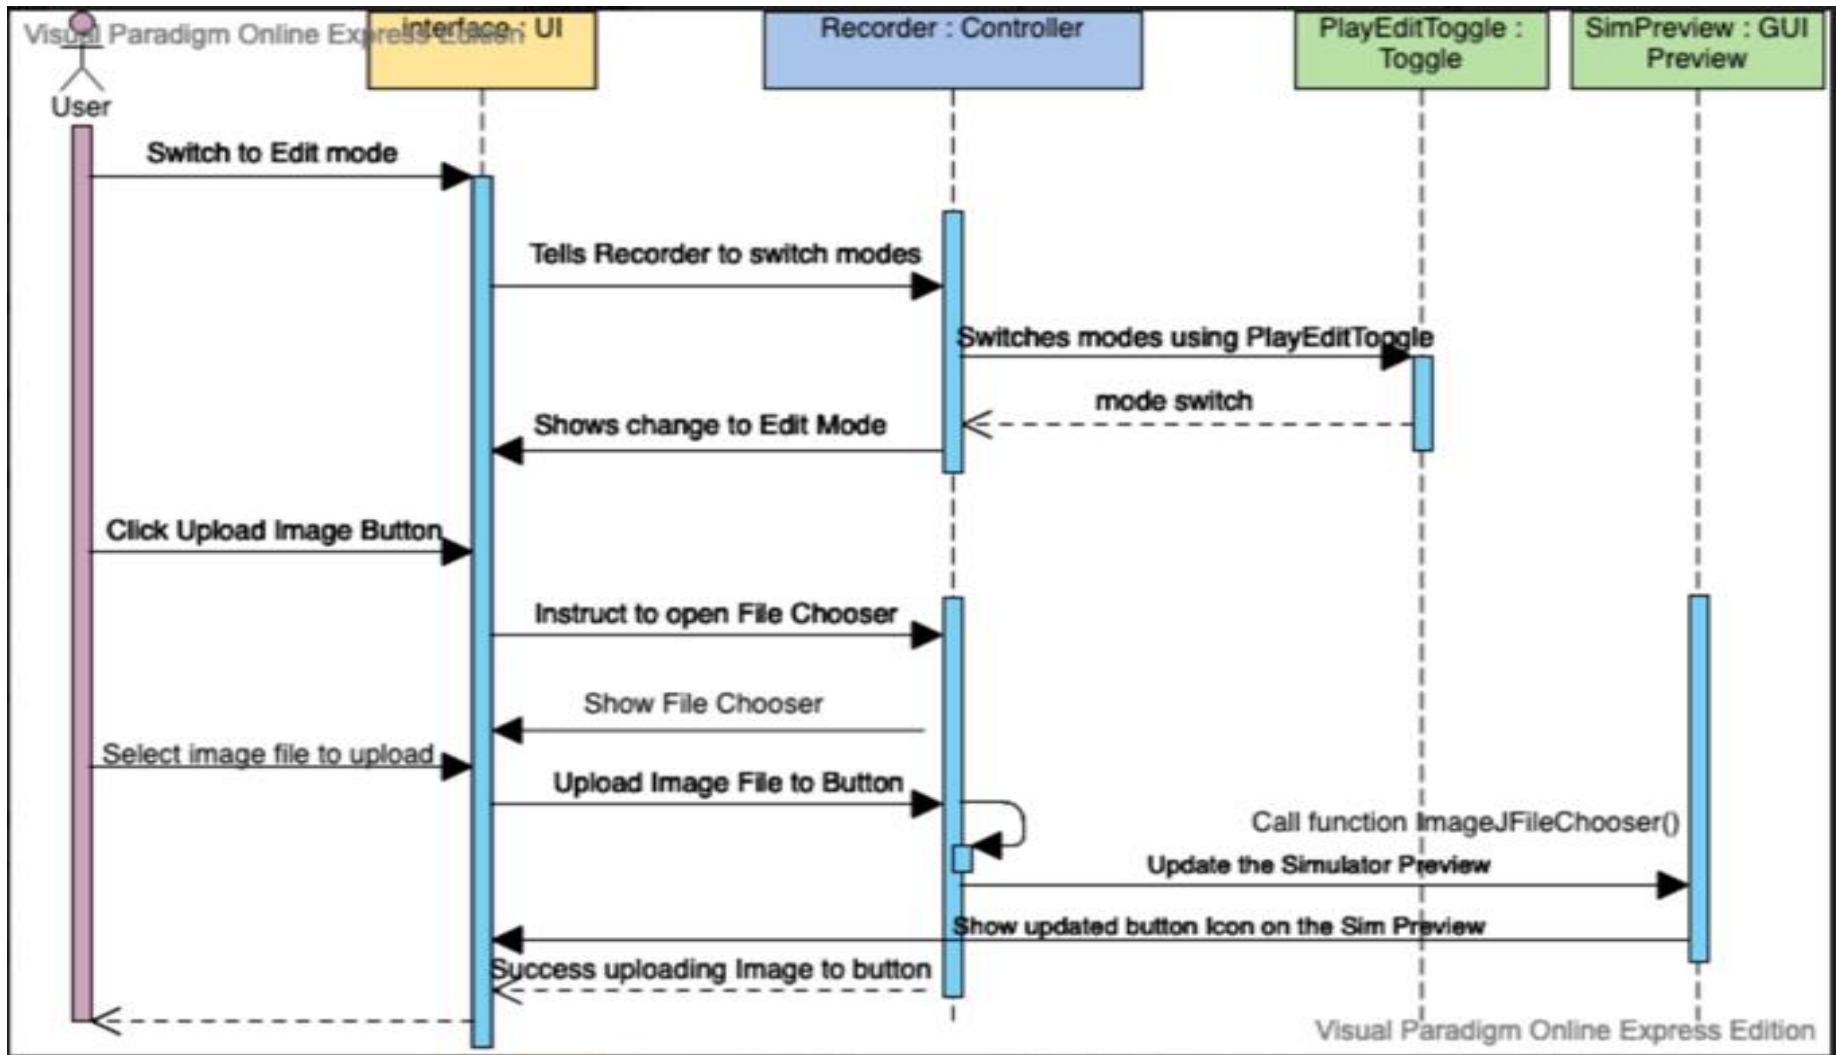 Visual Paradigm Online Express Edition
interface : UI
Recorder : Controller
PlayEditToggle :
Toggle
SimPreview : GUI
Preview
User
Switch to Edit mode
Tells Recorder to switch modes
Switches modes using PlayEditToggle
mode switch
Shows change to Edit Mode
Click Upload Image Button
Instruct to open File Chooser
Show File Chooser
Select image file to upload
Upload Image File to Button
Call function ImageJFileChooser()
Update the Simulator Preview
Show updated button Icon on the Sim Preview
Success uploading Image to button
Visual Paradigm Online Express Edition